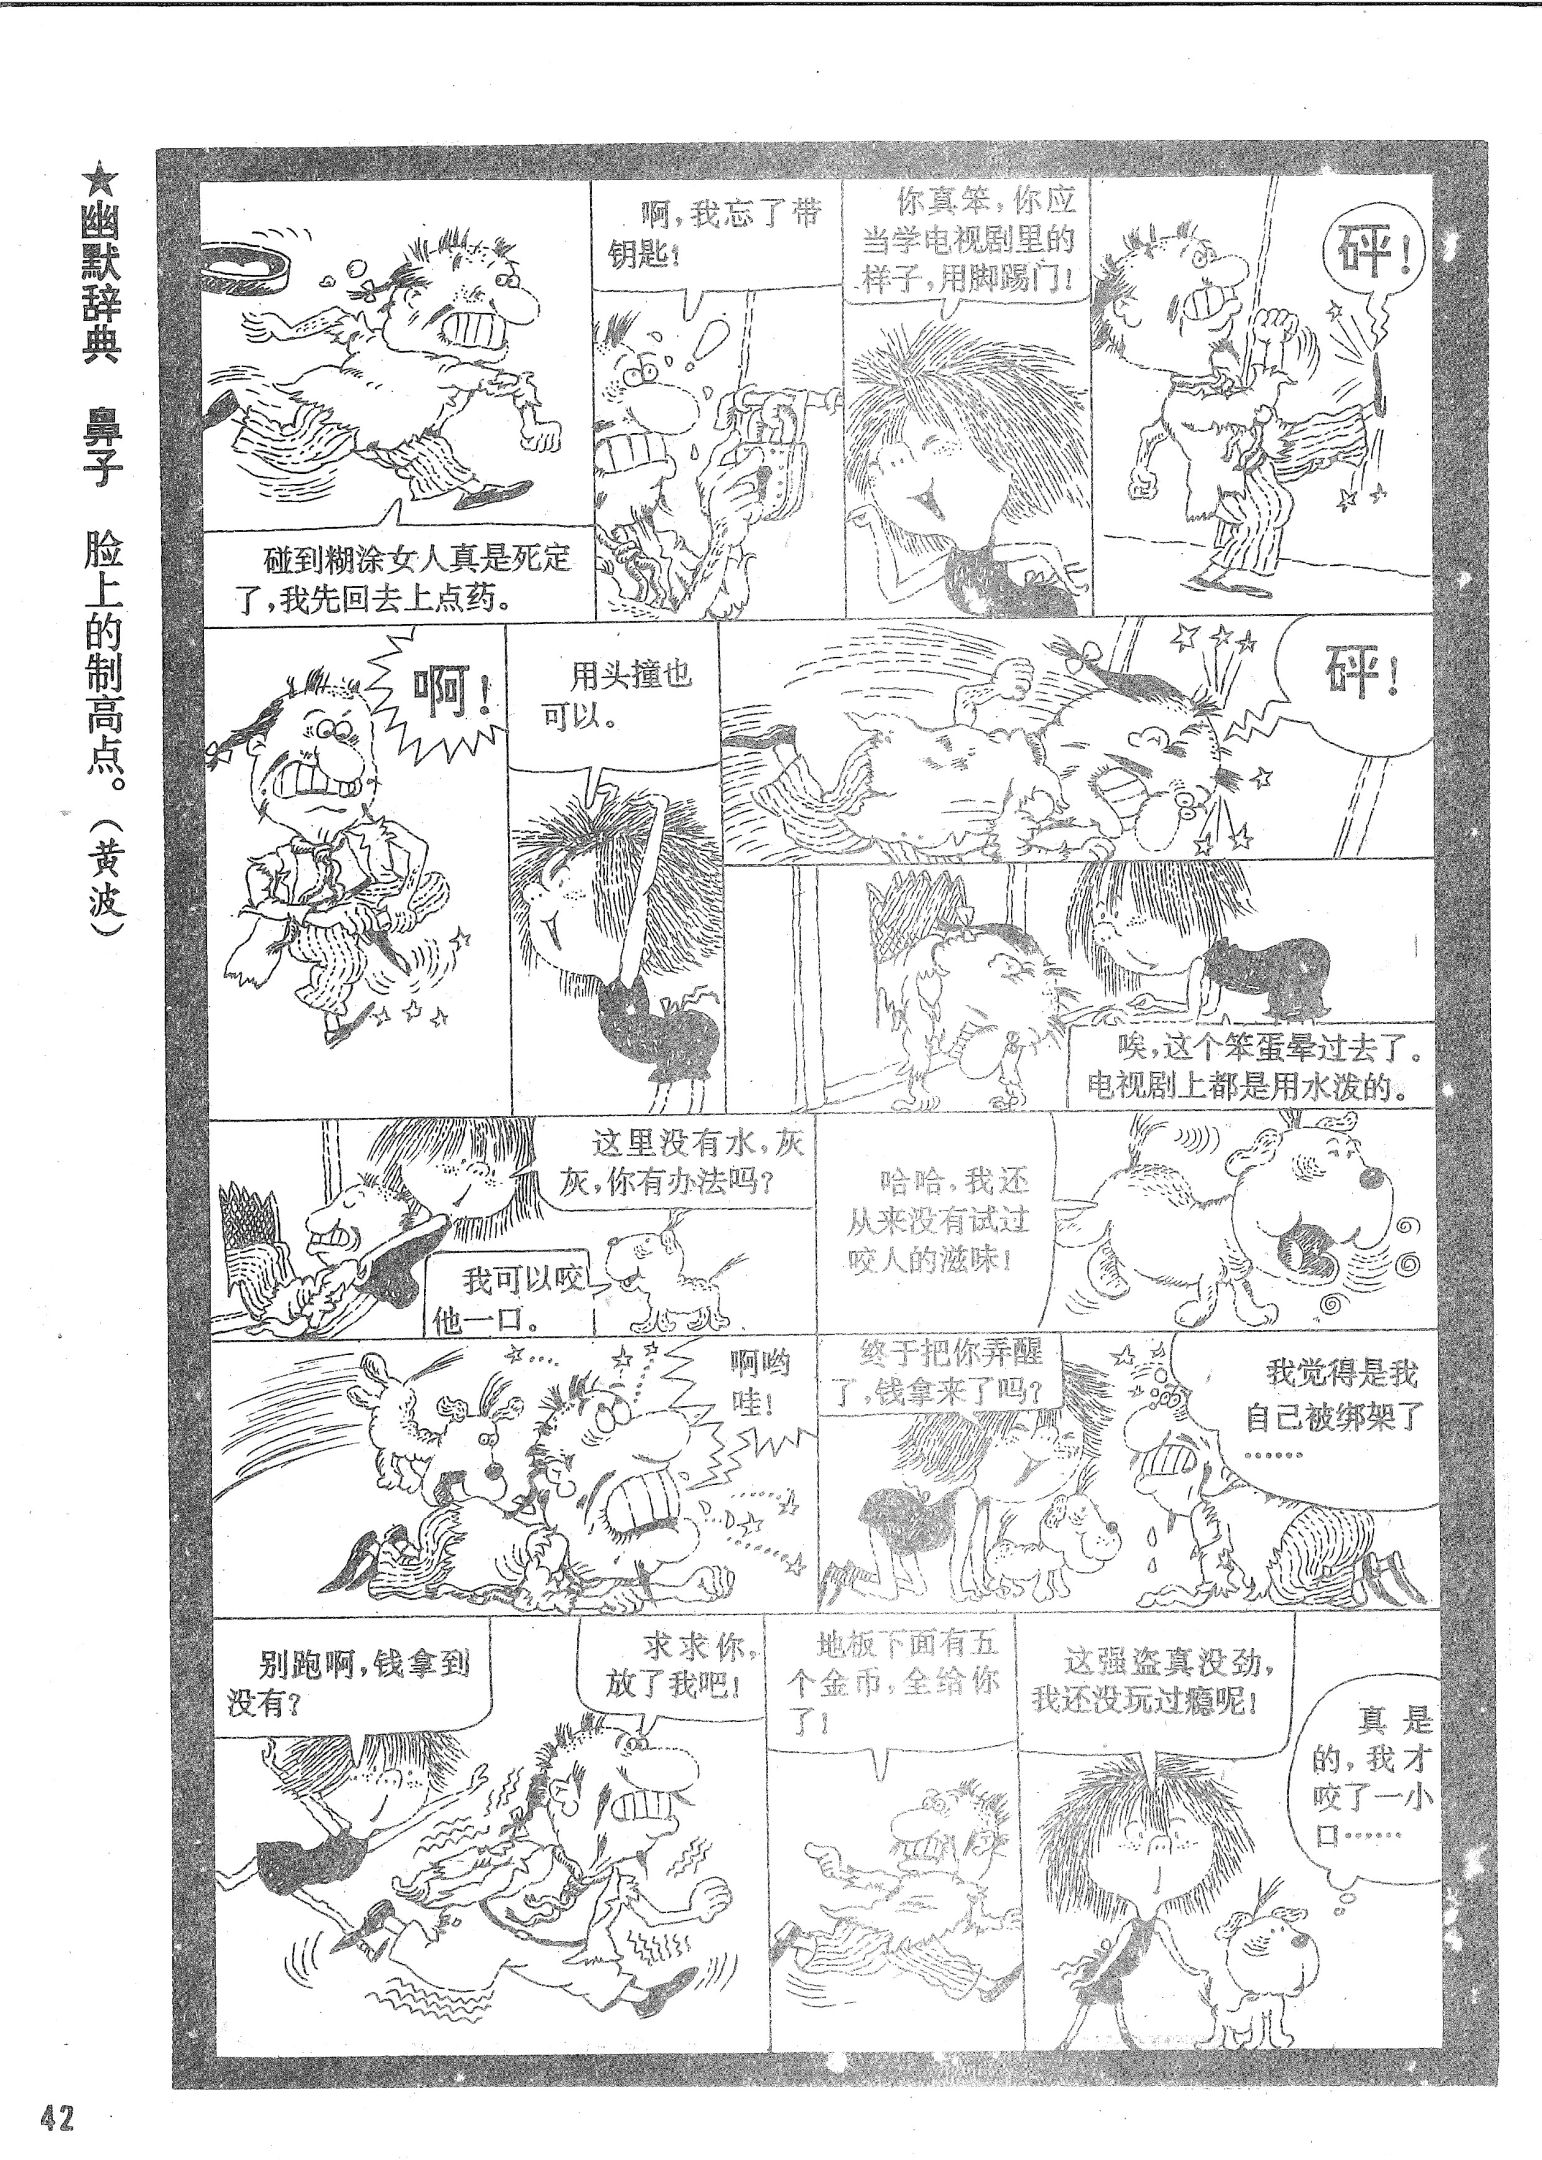 ★幽默辞典 鼻子 脸上的制高点。（黄波）
碰到糊涂女人真是死定
了，我先回去上点药。
啊，我忘了带
钥匙！
你真笨，你应
当学电视剧里的
样子，用脚踢门！
砰！
啊！
用头撞也
可以。
砰！
唉，这个笨蛋晕过去了。
电视剧上都是用水泼的。
这里没有水，灰
灰，你有办法吗？
我可以咬
他一口。
哈哈，我还
从来没有试过
咬人的滋味！
啊哟
哇！
终于把你弄醒
了，钱拿来了吗？
我觉得是我
自己被绑架了
……
别跑啊，钱拿到
没有？
求求你，
放了我吧！
地板下面有五
个金币，全给你
了！
这强盗真没劲，
我还没玩过瘾呢！
真是
的，我才
咬了一小
口……
42